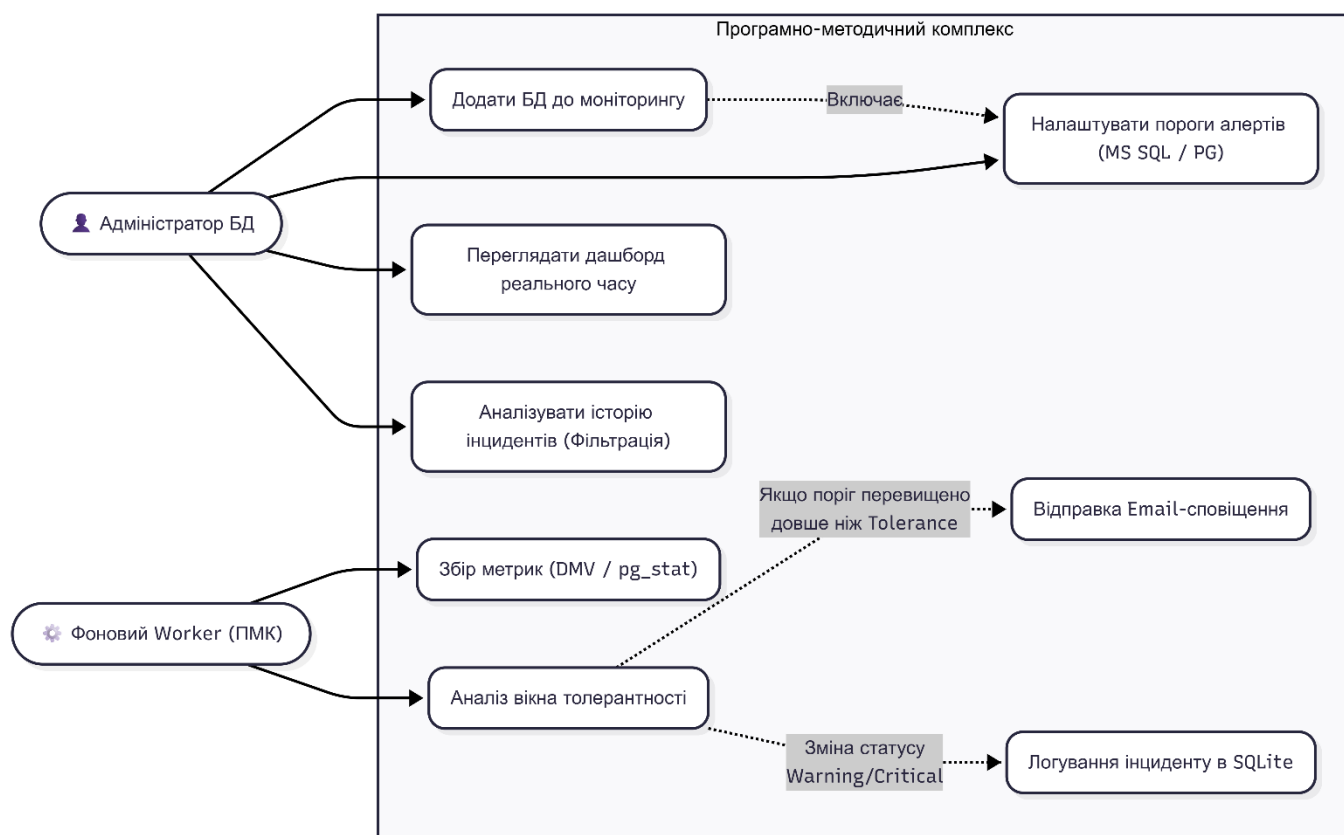 Програмно-методичний комплекс
Додати БД до моніторингу
Включає
Налаштувати пороги алертів
(MS SQL / PG)
Адміністратор БД
Переглядати дашборд
реального часу
Аналізувати історію
інцидентів (Фільтрація)
Якщо поріг перевищено
довше ніж Tolerance
Відправка Email-сповіщення
Збір метрик (DMV / pg_stat)
Фоновий Worker (ПМК)
Аналіз вікна толерантності
Зміна статусу
Warning/Critical
Логування інциденту в SQLite